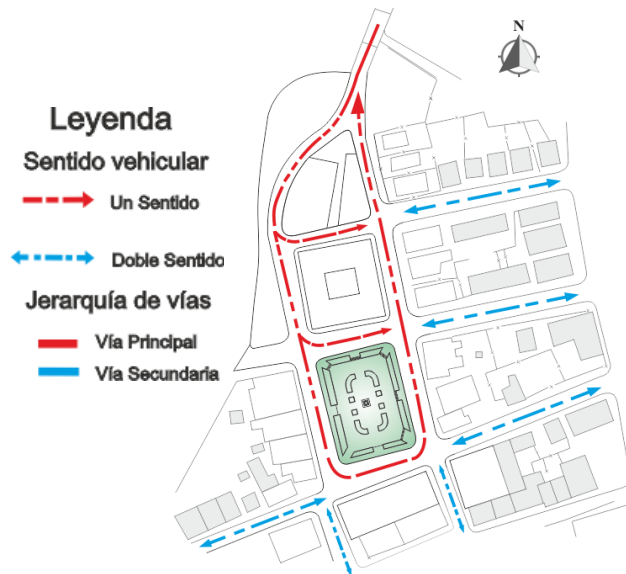 N
Leyenda
Sentido vehicular
Un Sentido
Doble Sentido
Jerarquía de vías
Vía Principal
Vía Secundaria